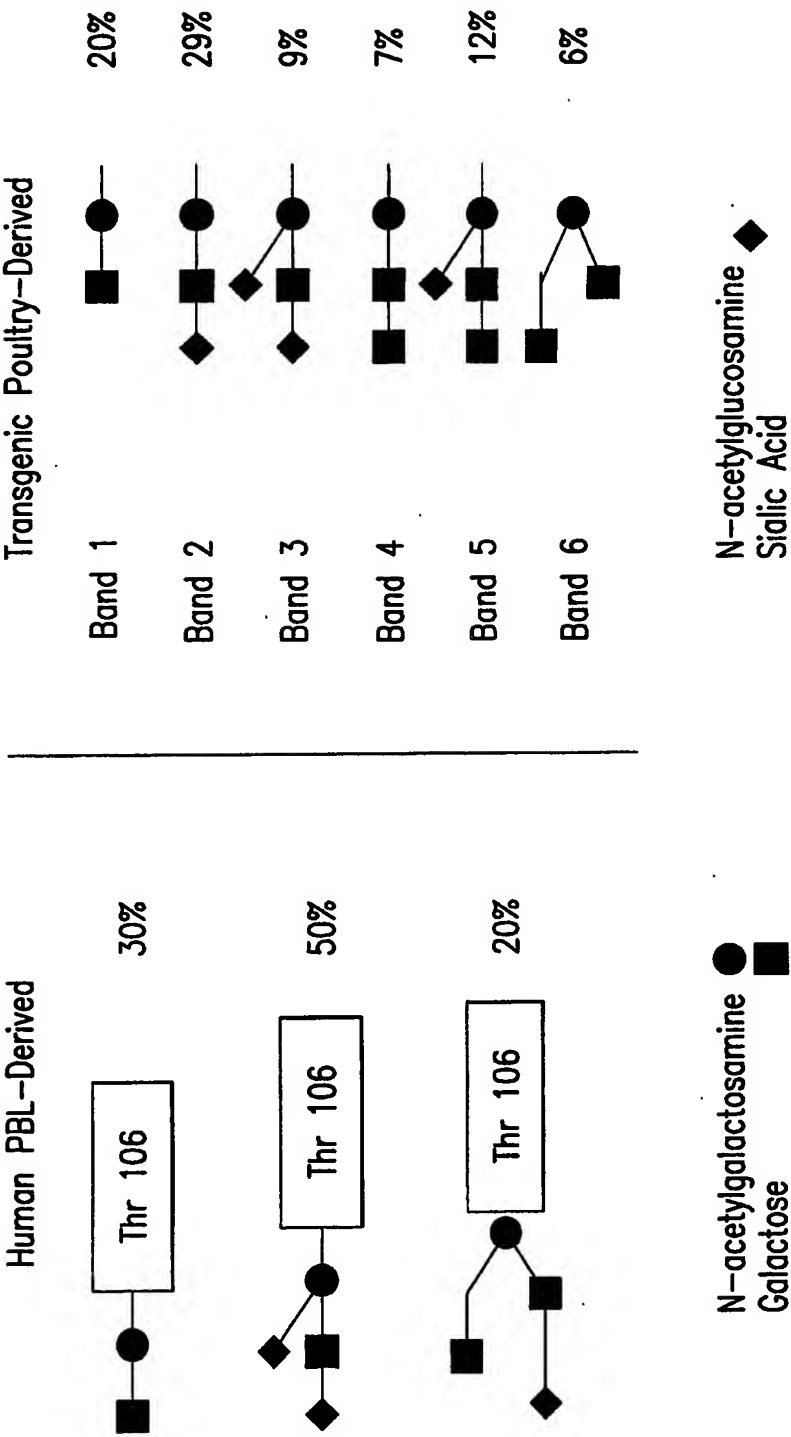 Human PBL-Derived
Thr 106
30%
Thr 106
50%
Thr 106
20%
Transgenic Poultry-Derived
Band 1
20%
Band 2
29%
Band 3
9%
Band 4
7%
Band 5
12%
Band 6
6%
N-acetylgalactosamine
Galactose
N-acetylglucosamine
Sialic Acid